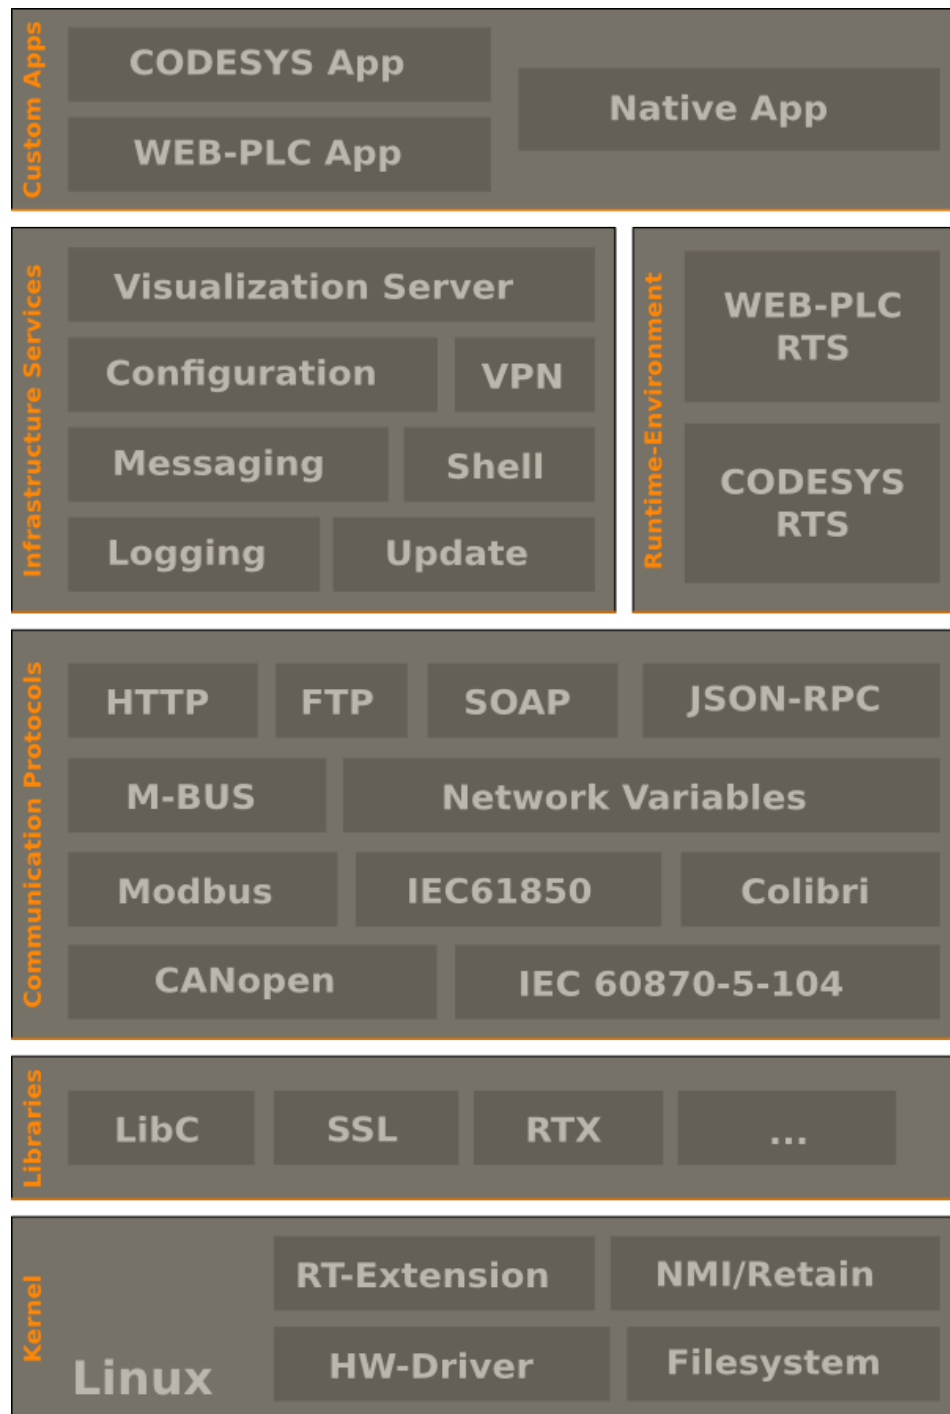 Custom Apps
CODESYS App
WEB-PLC App
Native App
Infrastructure Services
Visualization Server
Configuration
VPN
Messaging
Shell
Logging
Update
Runtime-Environment
WEB-PLC
RTS
CODESYS
RTS
Communication Protocols
HTTP
FTP
SOAP
JSON-RPC
M-BUS
Network Variables
Modbus
IEC61850
Colibri
CANopen
IEC 60870-5-104
Libraries
LibC
SSL
RTX
...
Kernel
Linux
RT-Extension
NMI/Retain
HW-Driver
Filesystem